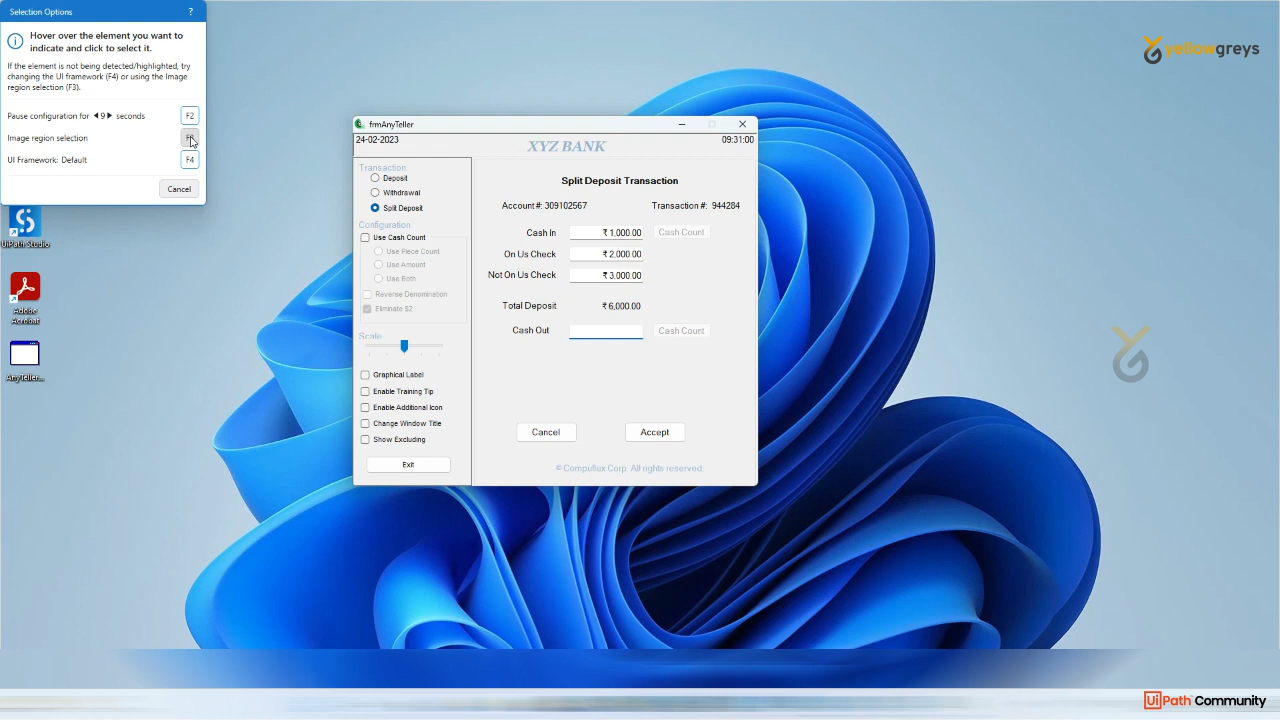 Selection Options
?
Hover over the element you want to
indicate and click to select it.
If the element is not being detected/highlighted, try
changing the UI framework (F4) or using the Image
region selection (F3).
Pause configuration for 9 seconds
F2
Image region selection
UI Framework: Default
F4
Cancel
UiPath Studio
Adobe
Acrobat
AnyTeller...
yellowgreys
frmAnyTeller
24-02-2023
XYZ BANK
09:31:00
Transaction
Deposit
Withdrawal
Split Deposit
Configuration
Use Cash Count
Use Piece Count
Use Amount
Use Both
Reverse Denomination
Eliminate $2
Scale
Graphical Label
Enable Training Tip
Enable Additional Icon
Change Window Title
Show Excluding
Exit
Split Deposit Transaction
Account #: 309102567
Transaction #: 944284
Cash In ₹ 1,000.00 Cash Count
On Us Check ₹ 2,000.00
Not On Us Check ₹ 3,000.00
Total Deposit ₹ 6,000.00
Cash Out Cash Count
Cancel
Accept
© Compuflex Corp. All rights reserved.
UiPath Community